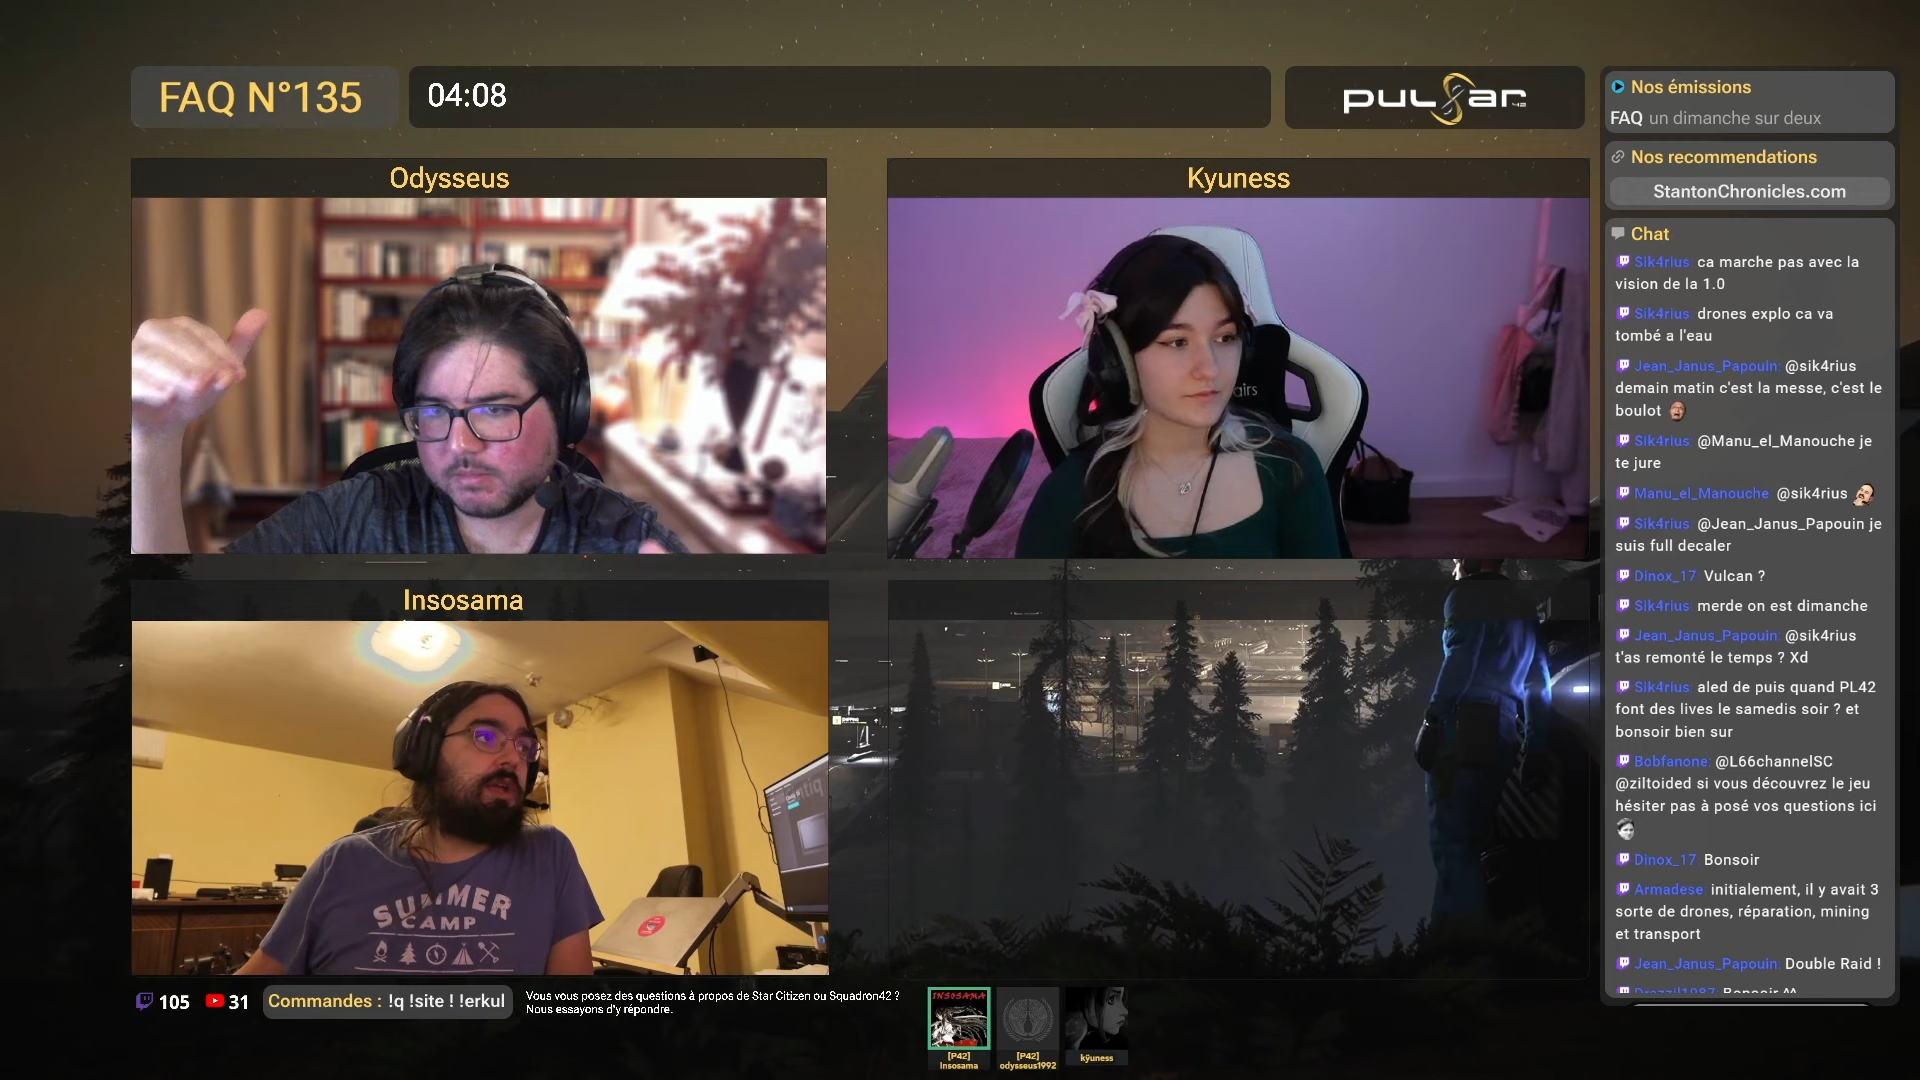 FAQ N°135
04:08
pulsar 42
Odysseus
Kyuness
airs
Insosama
SUMMER
CAMP
105
31
Commandes : !q !site ! !erkul
Vous vous posez des questions à propos de Star Citizen ou Squadron42 ?
Nous essayons d'y répondre.
INSOSAMA
[P42]
Insosama
[P42]
odysseus1992
kÿuness
Nos émissions
FAQ un dimanche sur deux
Nos recommendations
StantonChronicles.com
Chat
Sik4rius: ca marche pas avec la
vision de la 1.0
Sik4rius: drones explo ca va
tombé a l'eau
Jean_Janus_Papouin: @sik4rius
demain matin c'est la messe, c'est le
boulot
Sik4rius: @Manu_el_Manouche je
te jure
Manu_el_Manouche: @sik4rius
Sik4rius: @Jean_Janus_Papouin je
suis full decaler
Dinox_17: Vulcan ?
Sik4rius: merde on est dimanche
Jean_Janus_Papouin: @sik4rius
t'as remonté le temps ? Xd
Sik4rius: aled de puis quand PL42
font des lives le samedis soir ? et
bonsoir bien sur
Bobfanone: @L66channelSC
@ziltoided si vous découvrez le jeu
hésiter pas à posé vos questions ici
Dinox_17: Bonsoir
Armadese: initialement, il y avait 3
sorte de drones, réparation, mining
et transport
Jean_Janus_Papouin: Double Raid !